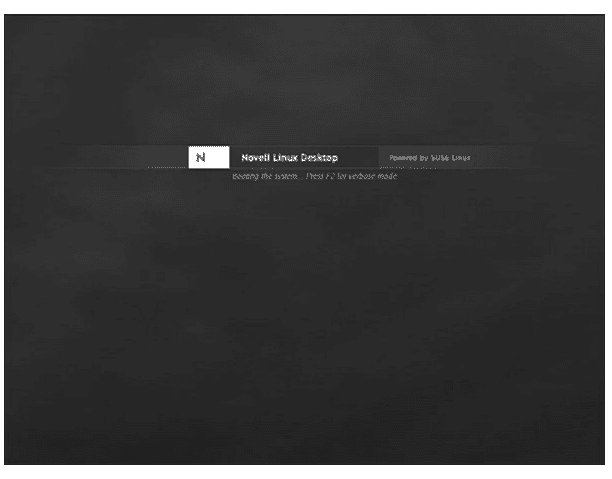 N Novell Linux Desktop Powered by SUSE Linux
Booting the system... Press F2 for verbose mode